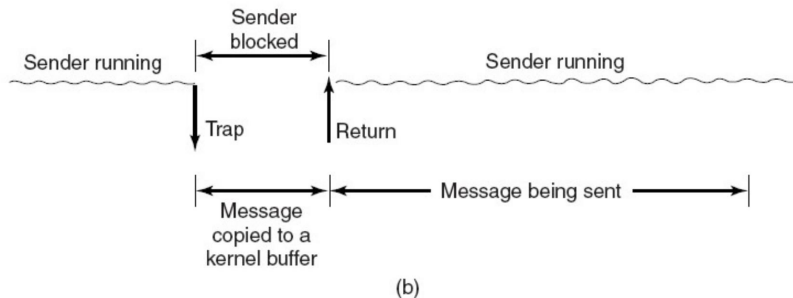 Sender
blocked
Sender running
Sender running
Trap
Return
Message being sent
Message
copied to a
kernel buffer
(b)